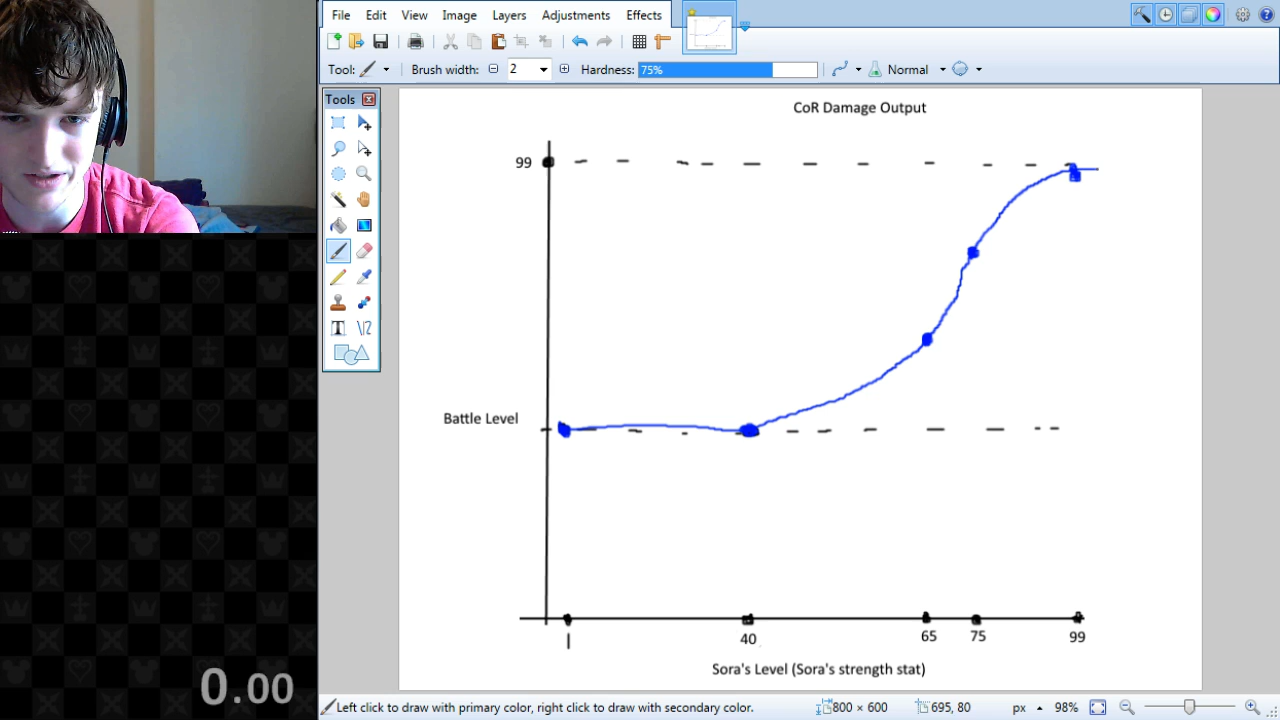 File Edit View Image Layers Adjustments Effects
Tool: Brush width: 2 Hardness: 75% Normal
Tools
CoR Damage Output
99
Battle Level
1 40 65 75 99
Sora's Level (Sora's strength stat)
0.00
Left click to draw with primary color, right click to draw with secondary color. 800 × 600 695, 80 px 98%